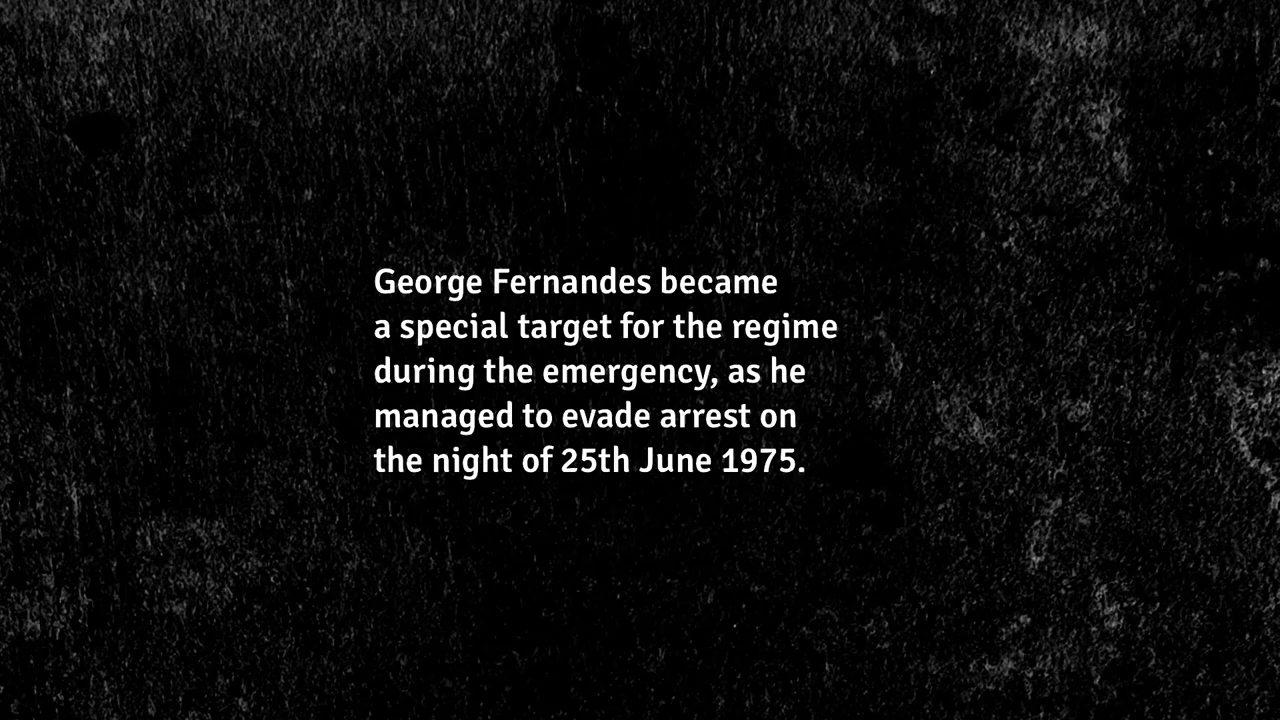 George Fernandes became
a special target for the regime
during the emergency, as he
managed to evade arrest on
the night of 25th June 1975.